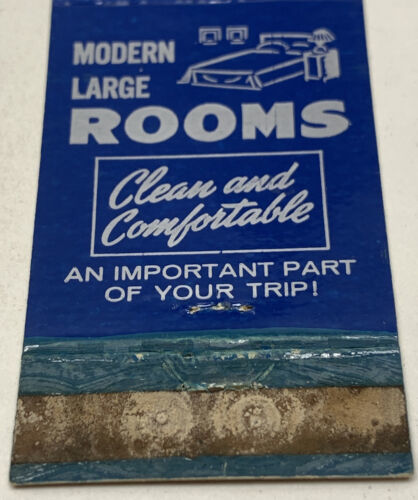 MODERN
LARGE
ROOMS
Clean and
Comfortable
AN IMPORTANT PART
OF YOUR TRIP!